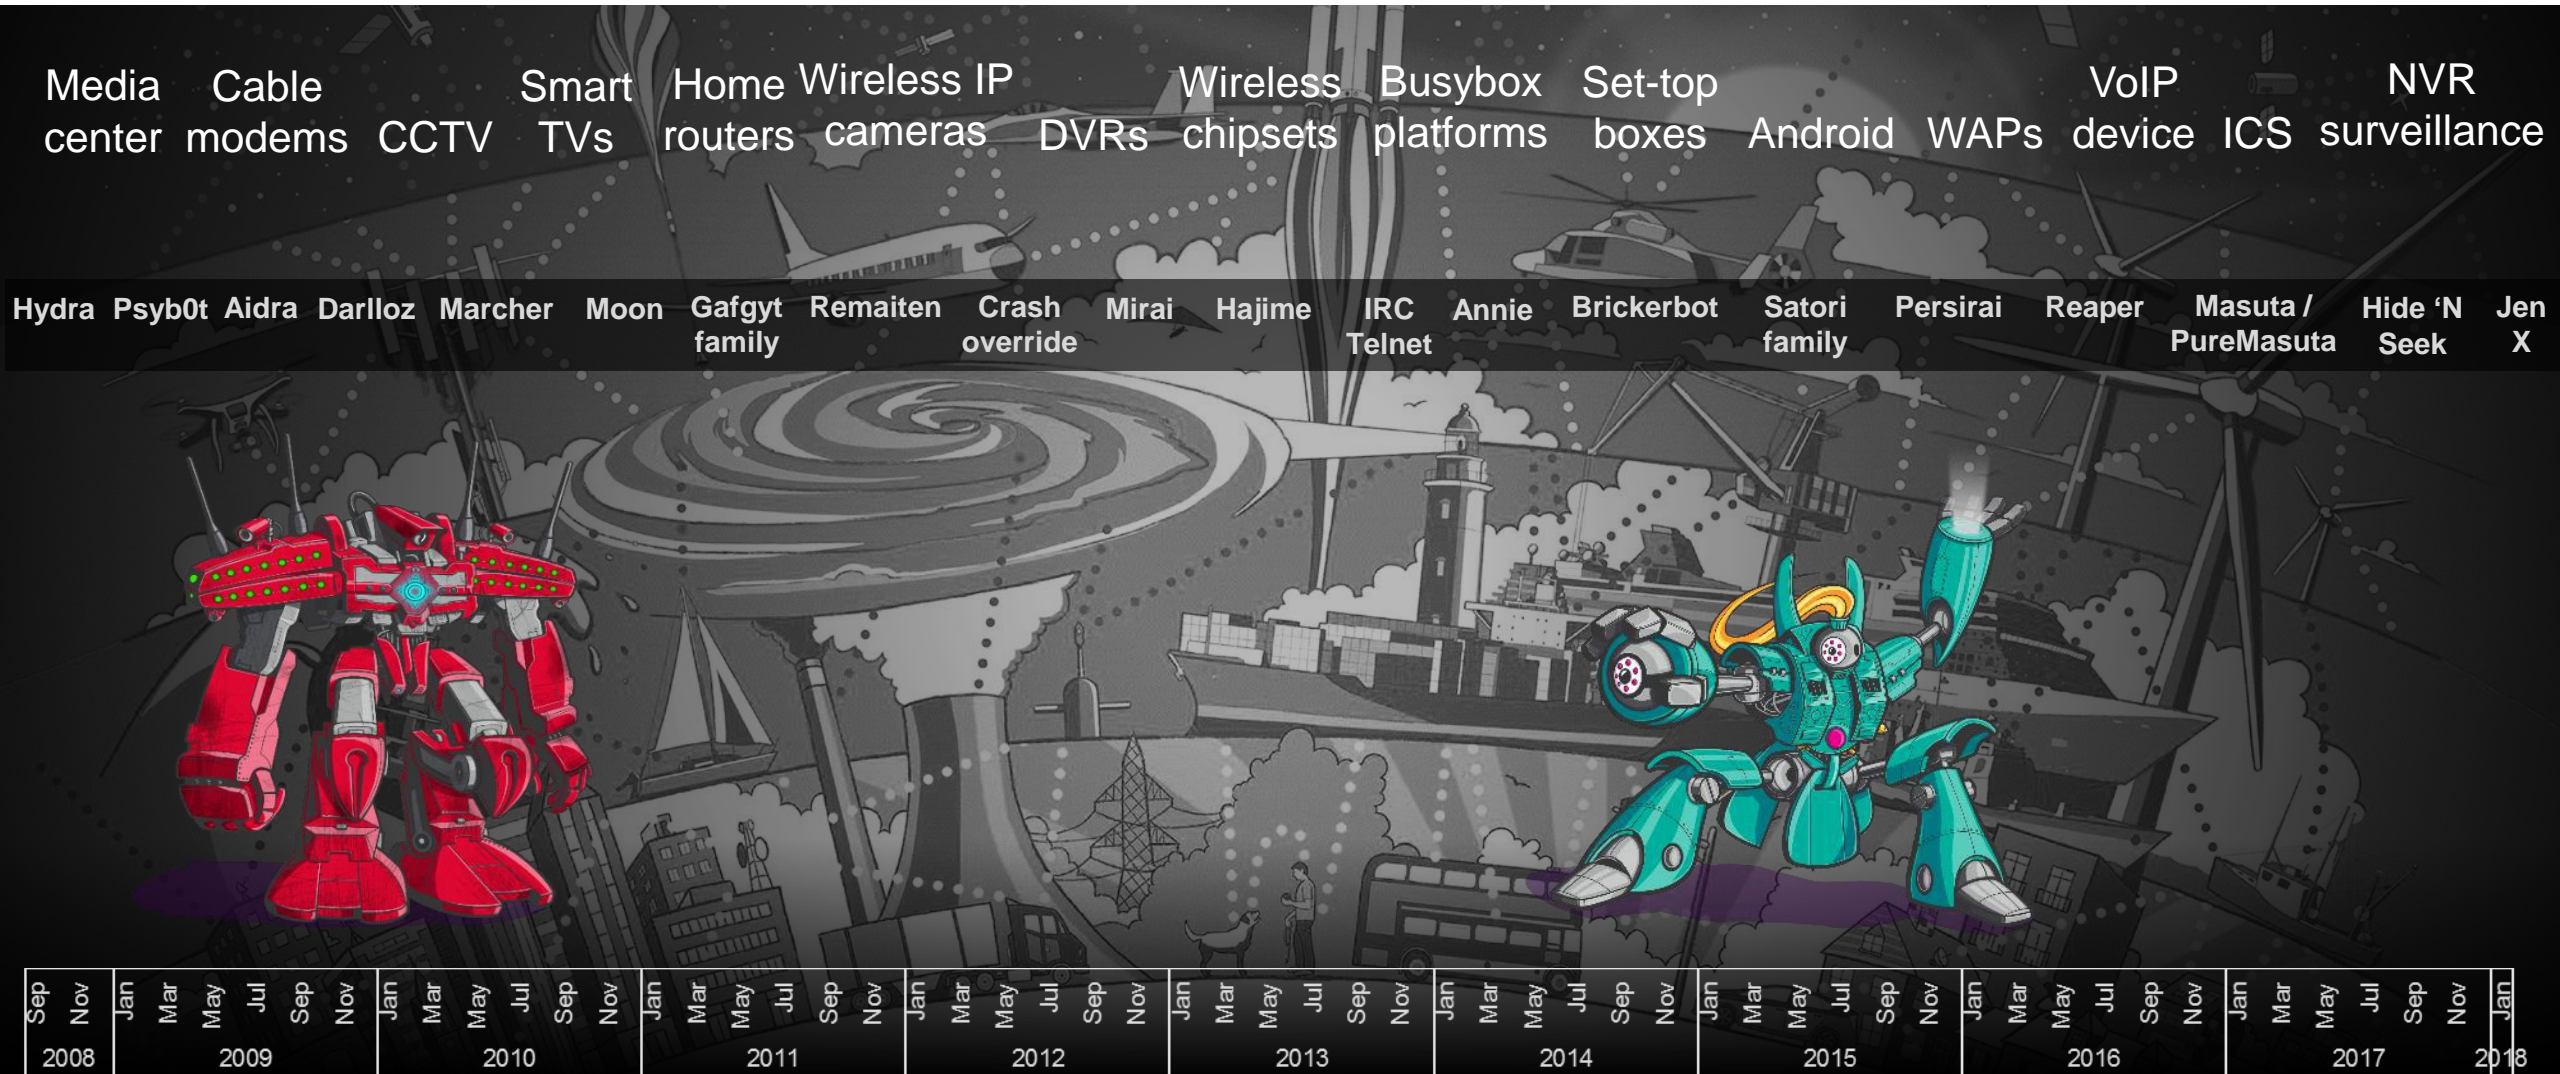 Media
center
Cable
modems
CCTV
Smart
TVs
Home
routers
Wireless IP
cameras
DVRs
Wireless
chipsets
Busybox
platforms
Set-top
boxes
Android
WAPs
VoIP
device
ICS
NVR
surveillance
Hydra
Psyb0t
Aidra
Darlloz
Marcher
Moon
Gafgyt
family
Remaiten
Crash
override
Mirai
Hajime
IRC
Telnet
Annie
Brickerbot
Satori
family
Persirai
Reaper
Masuta /
PureMasuta
Hide ‘N
Seek
Jen
X
Sep Nov Jan Mar May Jul Sep Nov Jan Mar May Jul Sep Nov Jan Mar May Jul Sep Nov Jan Mar May Jul Sep Nov Jan Mar May Jul Sep Nov Jan Mar May Jul Sep Nov Jan Mar May Jul Sep Nov Jan Mar May Jul Sep Nov Jan Mar May Jul Sep Nov Jan
2008 2009 2010 2011 2012 2013 2014 2015 2016 2017 2018